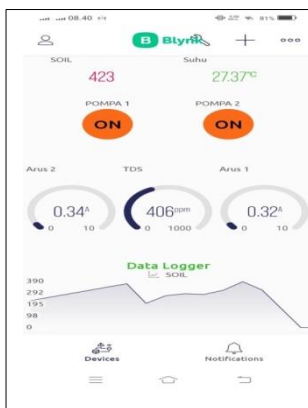 08.40
81%
B Blynk
SOIL Suhu
423 27.37°C
POMPA 1 POMPA 2
ON ON
Arus 2 TDS Arus 1
0.34A 406ppm 0.32A
0 10 0 1000 0 10
Data Logger
SOIL
390
292
195
98
0
Devices Notifications